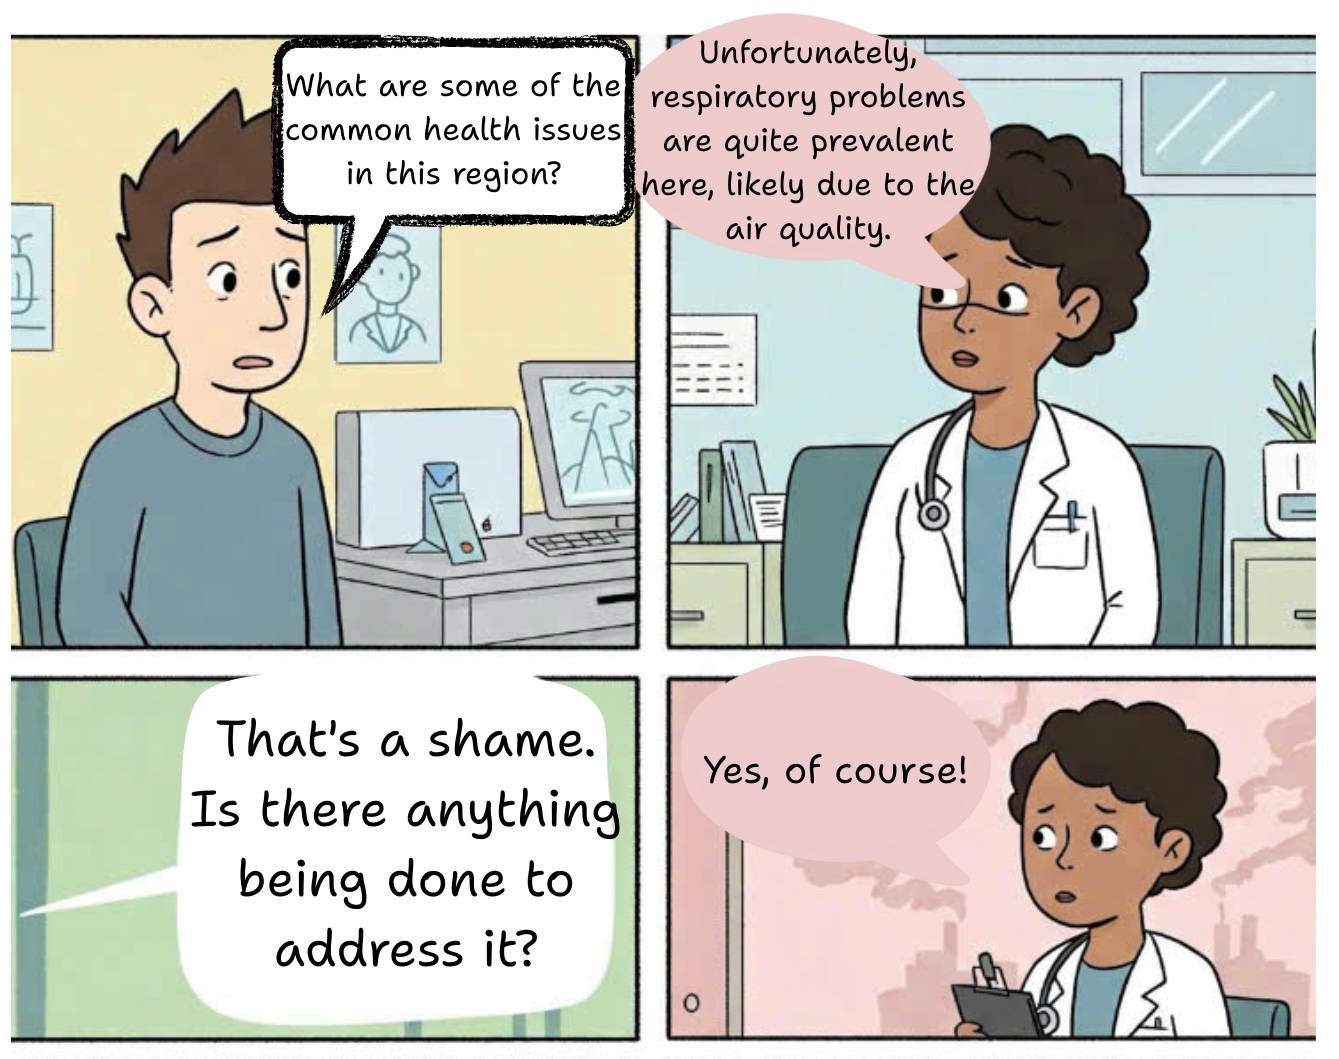 What are some of the
common health issues
in this region?
Unfortunately,
respiratory problems
are quite prevalent
here, likely due to the
air quality.
That's a shame.
Is there anything
being done to
address it?
Yes, of course!